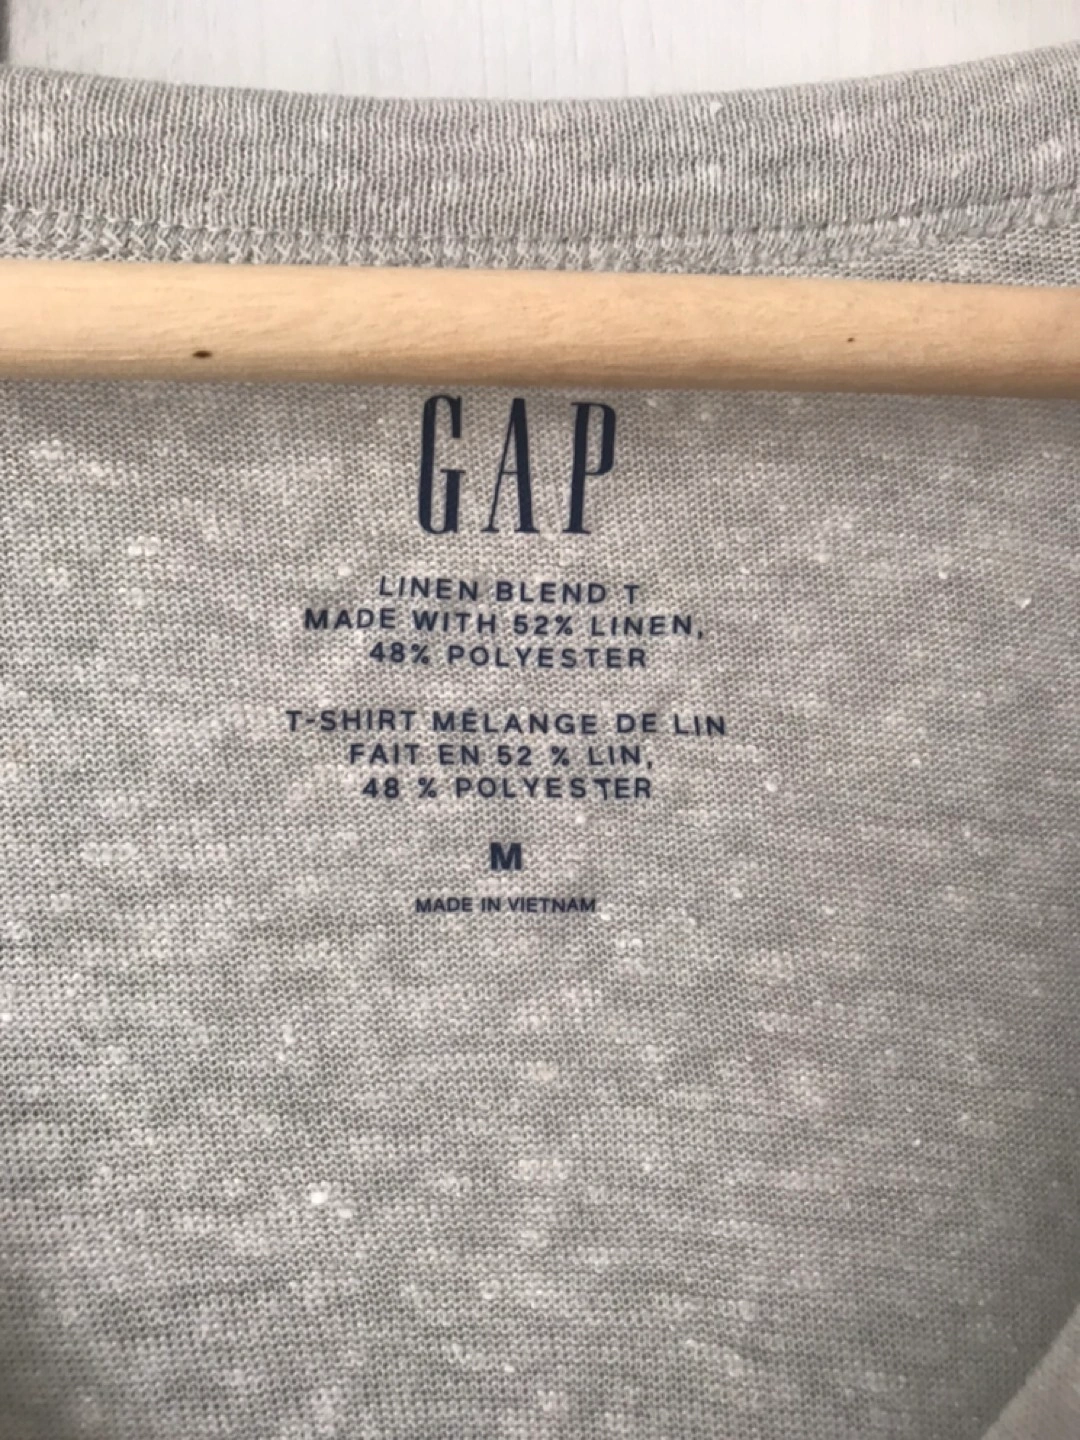 GAP
LINEN BLEND T
MADE WITH 52% LINEN,
48% POLYESTER
T-SHIRT MÉLANGE DE LIN
FAIT EN 52 % LIN,
48 % POLYESTER
M
MADE IN VIETNAM